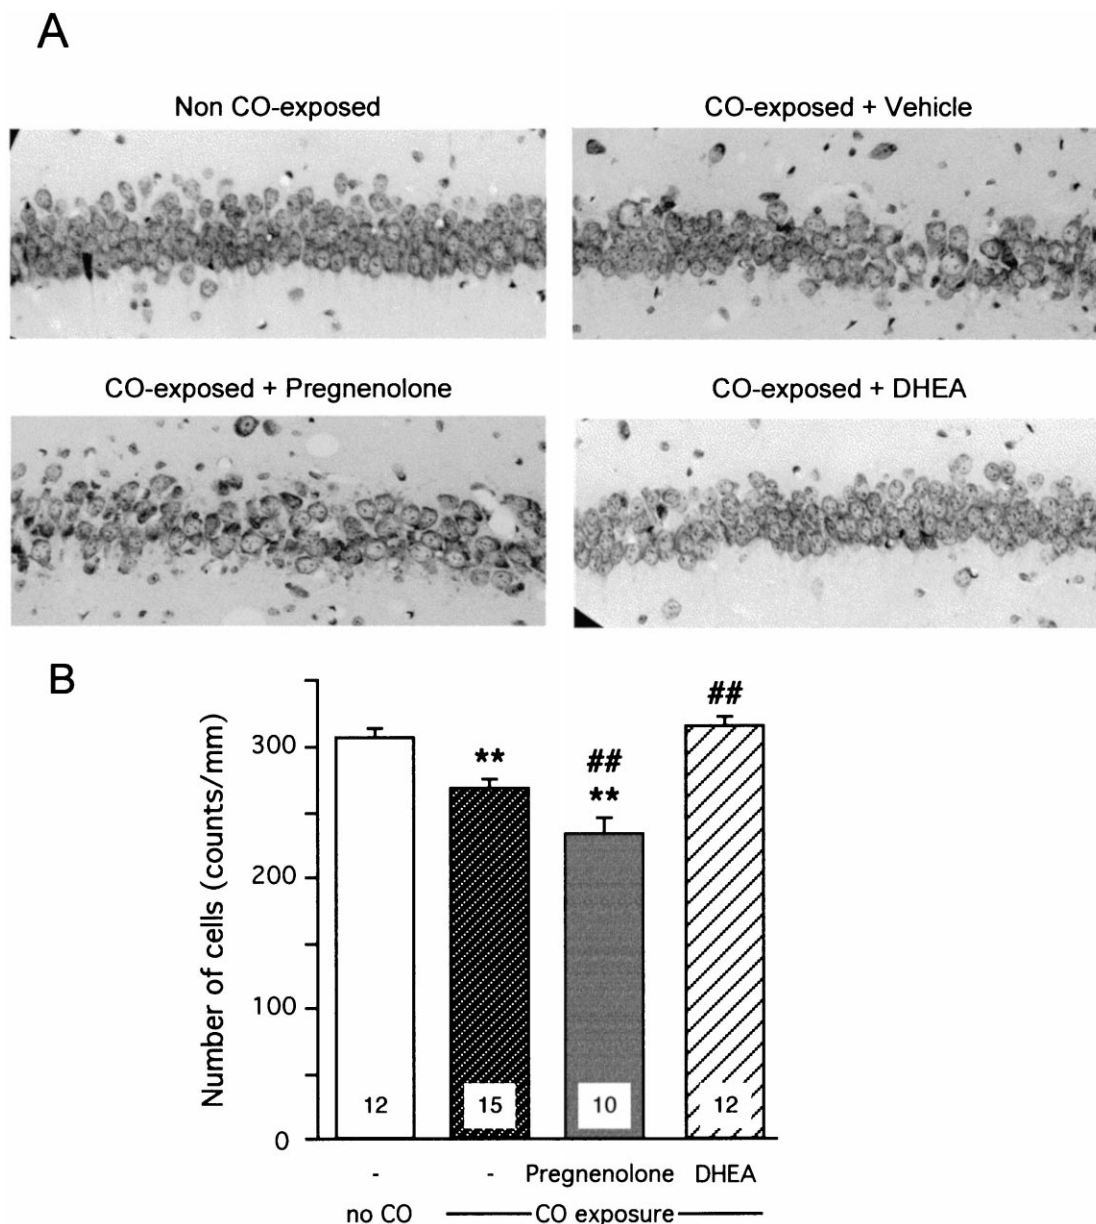 A
Non CO-exposed
CO-exposed + Vehicle
CO-exposed + Pregnenolone
CO-exposed + DHEA
B
Number of cells (counts/mm)
300
200
100
0
**
##
**
##
12
15
10
12
- - Pregnenolone DHEA
no CO CO exposure